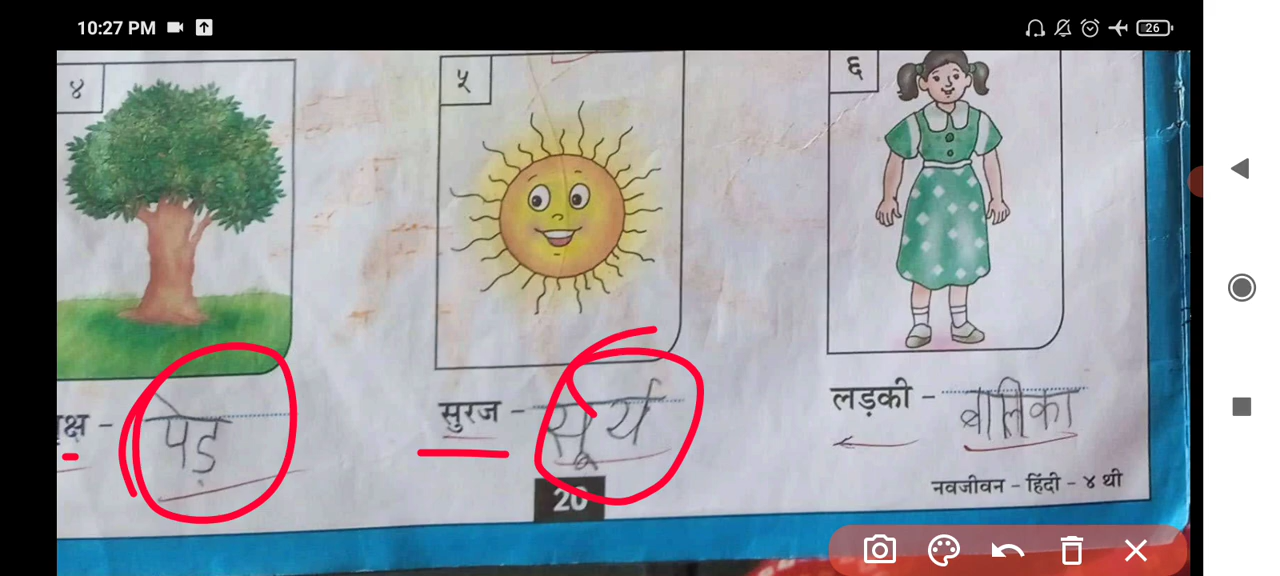 10:27 PM
26
४ ५ ६
क्ष - पेड़ सुरज - सूर्य लड़की - बालिका
नवजीवन - हिंदी - ४ थी
20